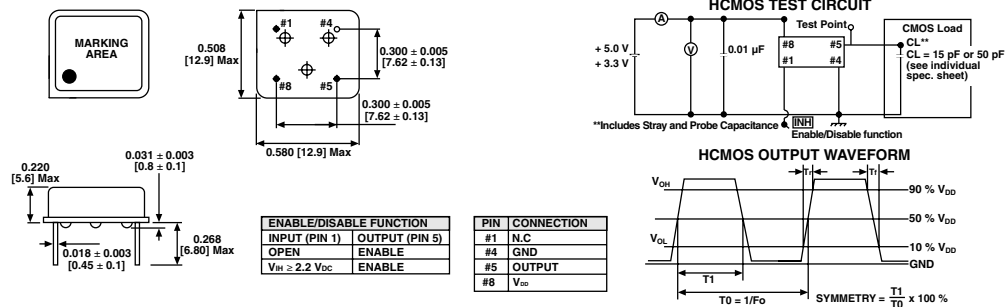 MARKING
AREA
0.508
[12.9] Max
#1
#4
#8
#5
0.300 ± 0.005
[7.62 ± 0.13]
0.300 ± 0.005
[7.62 ± 0.13]
0.580 [12.9] Max
0.220
[5.6] Max
0.031 ± 0.003
[0.8 ± 0.1]
0.018 ± 0.003
[0.45 ± 0.1]
0.268
[6.80] Max
ENABLE/DISABLE FUNCTION
INPUT (PIN 1) OUTPUT (PIN 5)
OPEN ENABLE
VIH ≥ 2.2 VDC ENABLE
PIN CONNECTION
#1 N.C
#4 GND
#5 OUTPUT
#8 VDD
HCMOS TEST CIRCUIT
+ 5.0 V
+ 3.3 V
A
V
0.01 µF
Test Point
#8 #5
#1 #4
CMOS Load
CL**
CL = 15 pF or 50 pF
(see individual
spec. sheet)
**Includes Stray and Probe Capacitance
INH
Enable/Disable function
HCMOS OUTPUT WAVEFORM
Tr
Tf
VOH
VOL
90 % VDD
50 % VDD
10 % VDD
GND
T1
T0 = 1/Fo
SYMMETRY = T1/T0 x 100 %